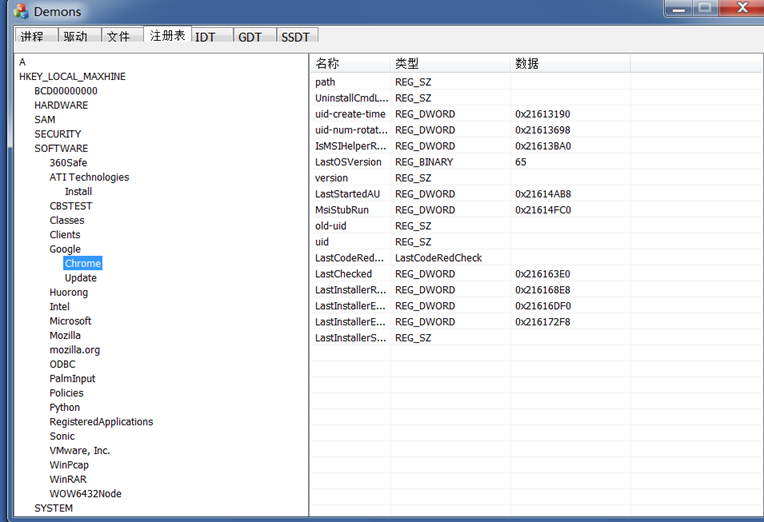 Demons
进程 驱动 文件 注册表 IDT GDT SSDT
A
HKEY_LOCAL_MAXHINE
BCD00000000
HARDWARE
SAM
SECURITY
SOFTWARE
360Safe
ATI Technologies
Install
CBSTEST
Classes
Clients
Google
Chrome
Update
Huorong
Intel
Microsoft
Mozilla
mozilla.org
ODBC
PalmInput
Policies
Python
RegisteredApplications
Sonic
VMware, Inc.
WinPcap
WinRAR
WOW6432Node
SYSTEM
名称 类型 数据
path REG_SZ
UninstallCmdL... REG_SZ
uid-create-time REG_DWORD 0x21613190
uid-num-rotat... REG_DWORD 0x21613698
IsMSIHelperR... REG_DWORD 0x21613BA0
LastOSVersion REG_BINARY 65
version REG_SZ
LastStartedAU REG_DWORD 0x21614AB8
MsiStubRun REG_DWORD 0x21614FC0
old-uid REG_SZ
uid REG_SZ
LastCodeRed... LastCodeRedCheck
LastChecked REG_DWORD 0x216163E0
LastInstallerR... REG_DWORD 0x216168E8
LastInstallerE... REG_DWORD 0x21616DF0
LastInstallerE... REG_DWORD 0x216172F8
LastInstallerS... REG_SZ